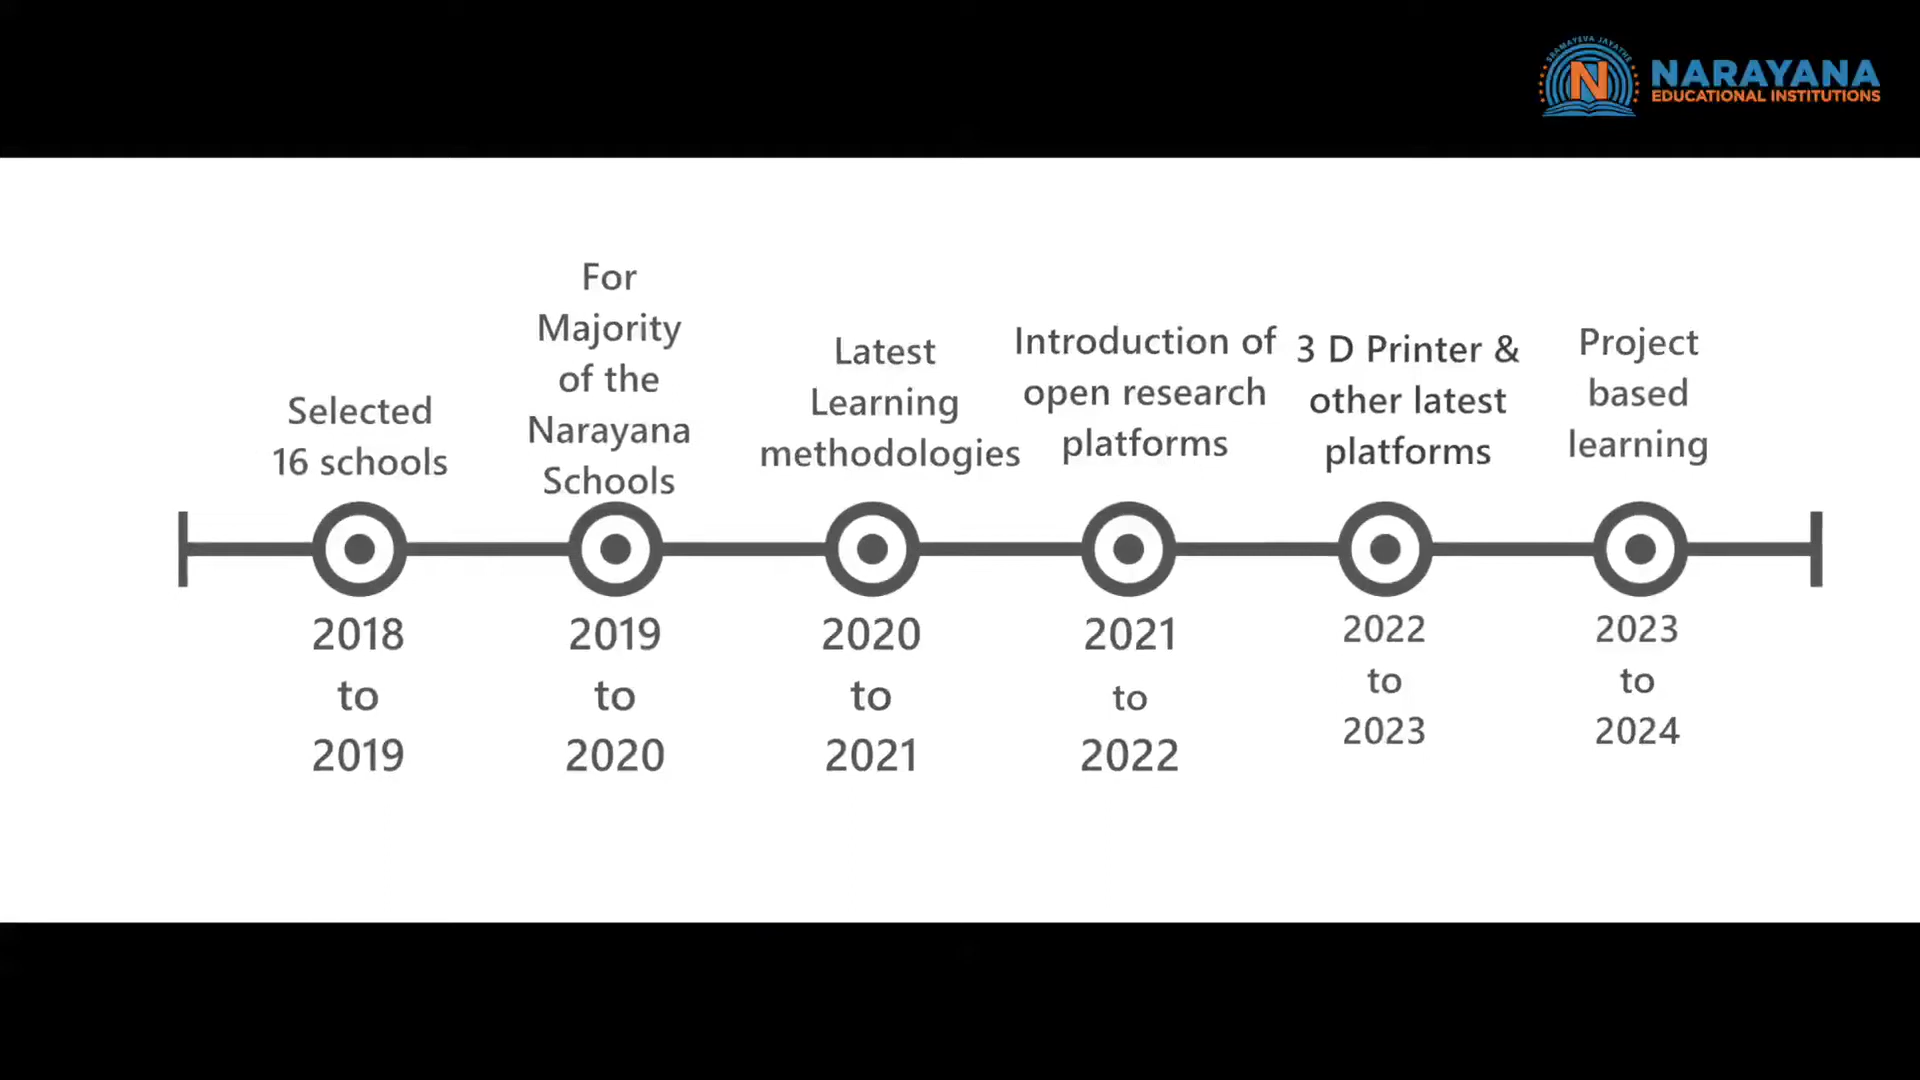 SRAMAYEVA JAYATHE
N
NARAYANA
EDUCATIONAL INSTITUTIONS
Selected
16 schools
For
Majority
of the
Narayana
Schools
Latest
Learning
methodologies
Introduction of
open research
platforms
3 D Printer &
other latest
platforms
Project
based
learning
2018
to
2019
2019
to
2020
2020
to
2021
2021
to
2022
2022
to
2023
2023
to
2024